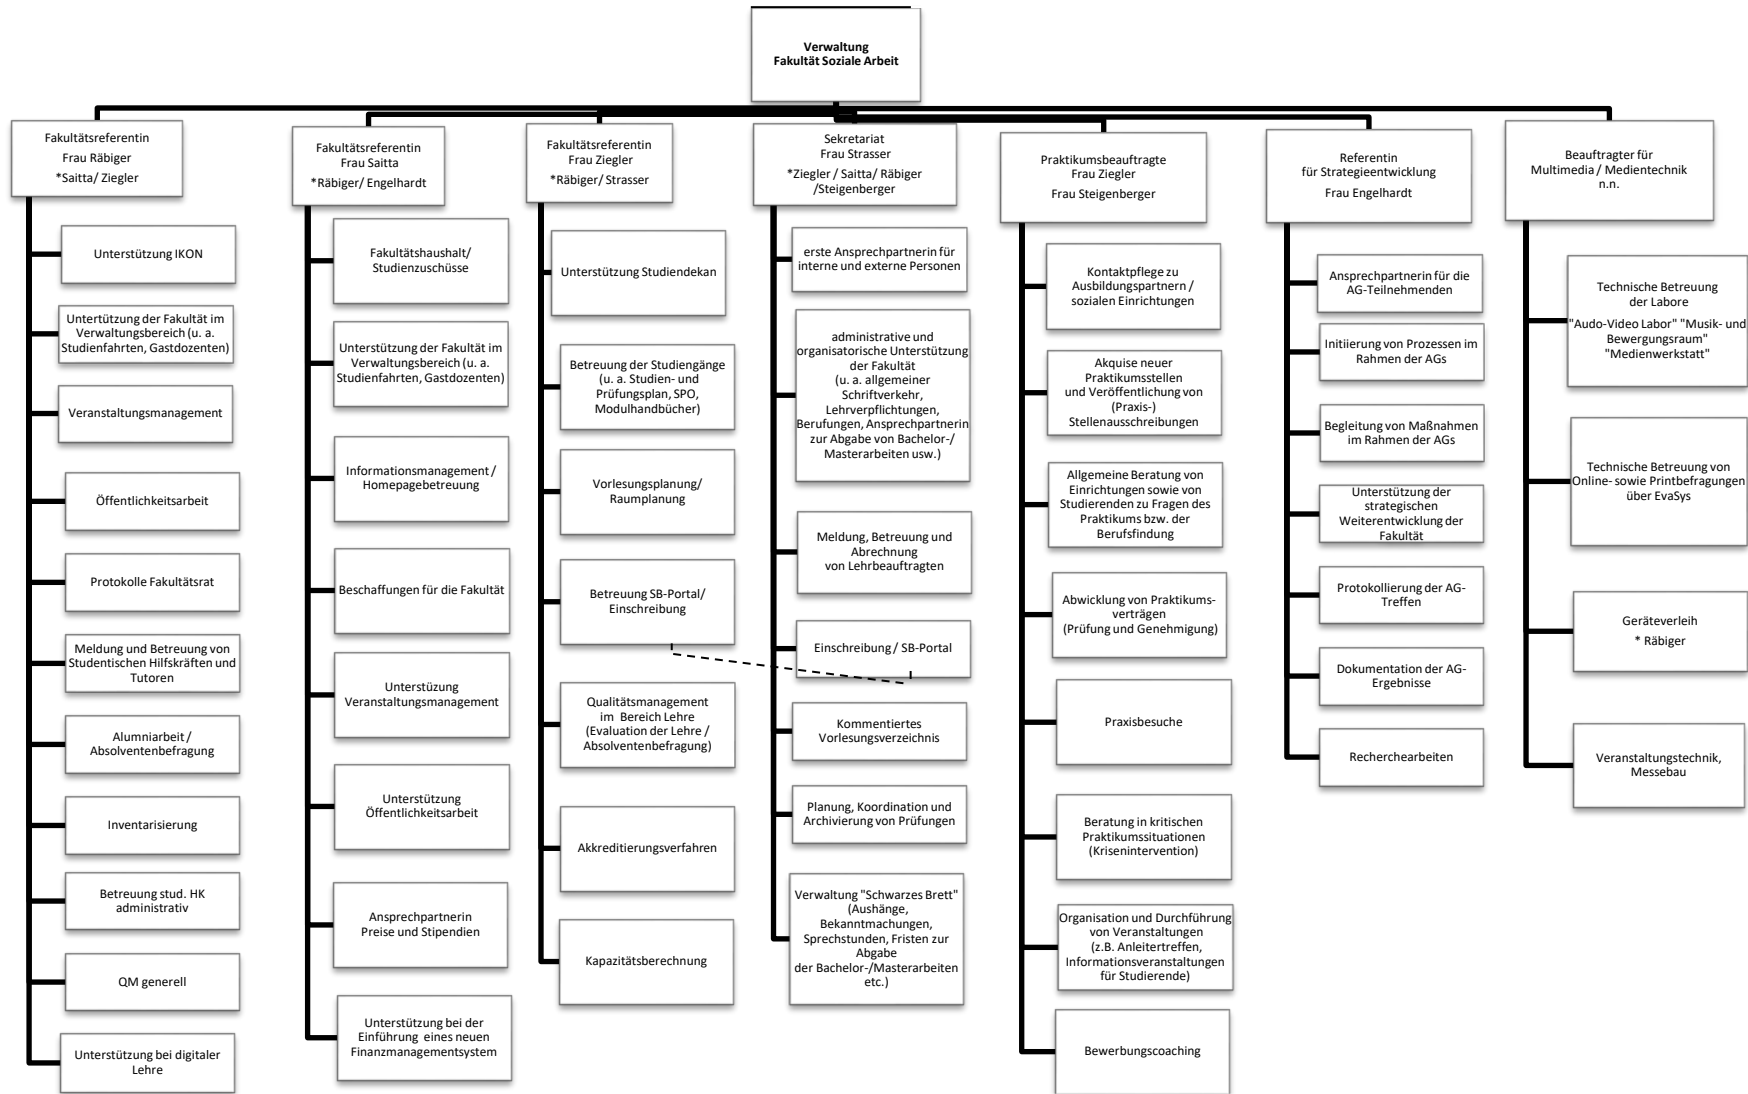 Verwaltung
Fakultät Soziale Arbeit
Fakultätsreferentin
Frau Räbiger
*Saitta/ Ziegler
Unterstützung IKON
Untertützung der Fakultät im
Verwaltungsbereich (u. a.
Studienfahrten, Gastdozenten)
Veranstaltungsmanagement
Öffentlichkeitsarbeit
Protokolle Fakultätsrat
Meldung und Betreuung von
Studentischen Hilfskräften und
Tutoren
Alumniarbeit /
Absolventenbefragung
Inventarisierung
Betreuung stud. HK
administrativ
QM generell
Unterstützung bei digitaler
Lehre
Fakultätsreferentin
Frau Saitta
*Räbiger/ Engelhardt
Fakultätshaushalt/
Studienzuschüsse
Unterstützung der Fakultät im
Verwaltungsbereich (u. a.
Studienfahrten, Gastdozenten)
Informationsmanagement /
Homepagebetreuung
Beschaffungen für die Fakultät
Unterstüzung
Veranstaltungsmanagement
Unterstützung
Öffentlichkeitsarbeit
Ansprechpartnerin
Preise und Stipendien
Unterstützung bei der
Einführung eines neuen
Finanzmanagementsystem
Fakultätsreferentin
Frau Ziegler
*Räbiger/ Strasser
Unterstützung Studiendekan
Betreuung der Studiengänge
(u. a. Studien- und
Prüfungsplan, SPO,
Modulhandbücher)
Vorlesungsplanung/
Raumplanung
Betreuung SB-Portal/
Einschreibung
Qualitätsmanagement
im Bereich Lehre
(Evaluation der Lehre /
Absolventenbefragung)
Akkreditierungsverfahren
Kapazitätsberechnung
Sekretariat
Frau Strasser
*Ziegler / Saitta/ Räbiger
/Steigenberger
erste Ansprechpartnerin für
interne und externe Personen
administrative und
organisatorische Unterstützung
der Fakultät
(u. a. allgemeiner
Schriftverkehr,
Lehrverpflichtungen,
Berufungen, Ansprechpartnerin
zur Abgabe von Bachelor-/
Masterarbeiten usw.)
Meldung, Betreuung und
Abrechnung
von Lehrbeauftragten
Einschreibung / SB-Portal
Kommentiertes
Vorlesungsverzeichnis
Planung, Koordination und
Archivierung von Prüfungen
Verwaltung "Schwarzes Brett"
(Aushänge,
Bekanntmachungen,
Sprechstunden, Fristen zur
Abgabe
der Bachelor-/Masterarbeiten
etc.)
Praktikumsbeauftragte
Frau Ziegler
Frau Steigenberger
Kontaktpflege zu
Ausbildungspartnern /
sozialen Einrichtungen
Akquise neuer
Praktikumsstellen
und Veröffentlichung von
(Praxis-)
Stellenausschreibungen
Allgemeine Beratung von
Einrichtungen sowie von
Studierenden zu Fragen des
Praktikums bzw. der
Berufsfindung
Abwicklung von Praktikums-
verträgen
(Prüfung und Genehmigung)
Praxisbesuche
Beratung in kritischen
Praktikumssituationen
(Krisenintervention)
Organisation und Durchführung
von Veranstaltungen
(z.B. Anleitertreffen,
Informationsveranstaltungen
für Studierende)
Bewerbungscoaching
Referentin
für Strategieentwicklung
Frau Engelhardt
Ansprechpartnerin für die
AG-Teilnehmenden
Initiierung von Prozessen im
Rahmen der AGs
Begleitung von Maßnahmen
im Rahmen der AGs
Unterstützung der
strategischen
Weiterentwicklung der
Fakultät
Protokollierung der AG-
Treffen
Dokumentation der AG-
Ergebnisse
Recherchearbeiten
Beauftragter für
Multimedia / Medientechnik
n.n.
Technische Betreuung
der Labore
"Audo-Video Labor" "Musik- und
Bewergungsraum"
"Medienwerkstatt"
Technische Betreuung von
Online- sowie Printbefragungen
über EvaSys
Geräteverleih
* Räbiger
Veranstaltungstechnik,
Messebau